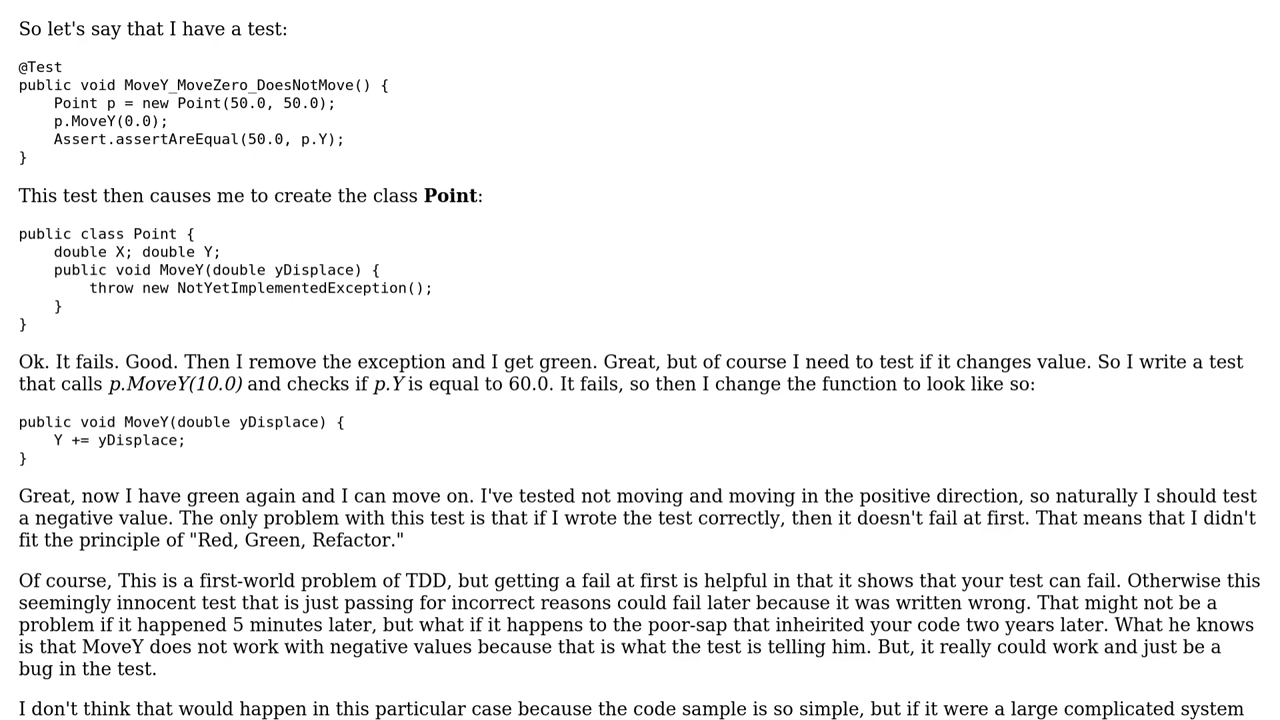 So let's say that I have a test:
@Test
public void MoveY_MoveZero_DoesNotMove() {
    Point p = new Point(50.0, 50.0);
    p.MoveY(0.0);
    Assert.assertAreEqual(50.0, p.Y);
}
This test then causes me to create the class Point:
public class Point {
    double X; double Y;
    public void MoveY(double yDisplace) {
        throw new NotYetImplementedException();
    }
}
Ok. It fails. Good. Then I remove the exception and I get green. Great, but of course I need to test if it changes value. So I write a test
that calls p.MoveY(10.0) and checks if p.Y is equal to 60.0. It fails, so then I change the function to look like so:
public void MoveY(double yDisplace) {
    Y += yDisplace;
}
Great, now I have green again and I can move on. I've tested not moving and moving in the positive direction, so naturally I should test
a negative value. The only problem with this test is that if I wrote the test correctly, then it doesn't fail at first. That means that I didn't
fit the principle of "Red, Green, Refactor."
Of course, This is a first-world problem of TDD, but getting a fail at first is helpful in that it shows that your test can fail. Otherwise this
seemingly innocent test that is just passing for incorrect reasons could fail later because it was written wrong. That might not be a
problem if it happened 5 minutes later, but what if it happens to the poor-sap that inheirited your code two years later. What he knows
is that MoveY does not work with negative values because that is what the test is telling him. But, it really could work and just be a
bug in the test.
I don't think that would happen in this particular case because the code sample is so simple, but if it were a large complicated system